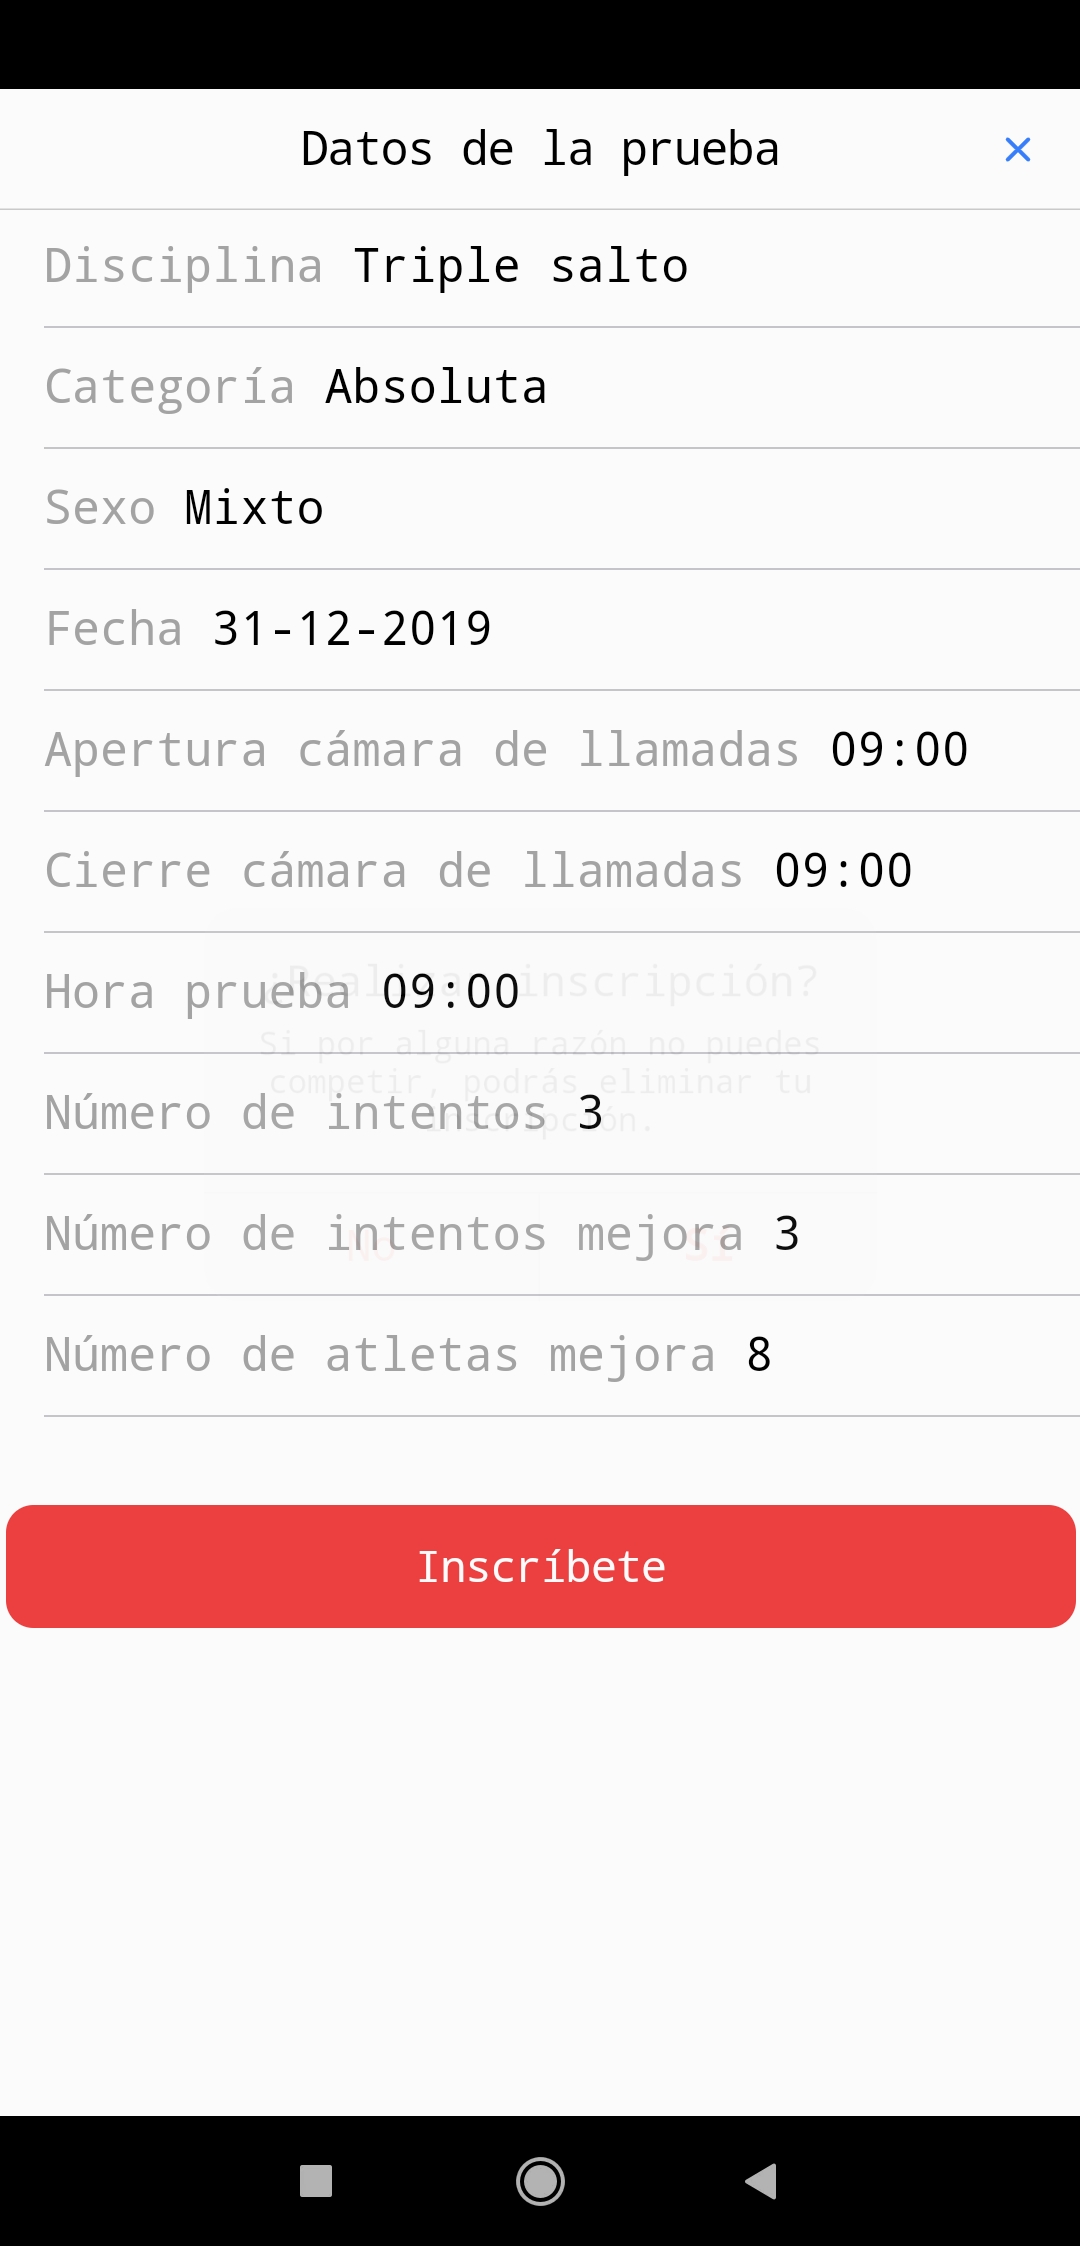 Datos de la prueba
Disciplina Triple salto
Categoría Absoluta
Sexo Mixto
Fecha 31-12-2019
Apertura cámara de llamadas 09:00
Cierre cámara de llamadas 09:00
¿Realizar inscripción?
Hora prueba 09:00
Si por alguna razón no puedes
competir, podrás eliminar tu
inscripción.
Número de intentos 3
Número de intentos mejora 3
No Sí
Número de atletas mejora 8
Inscríbete